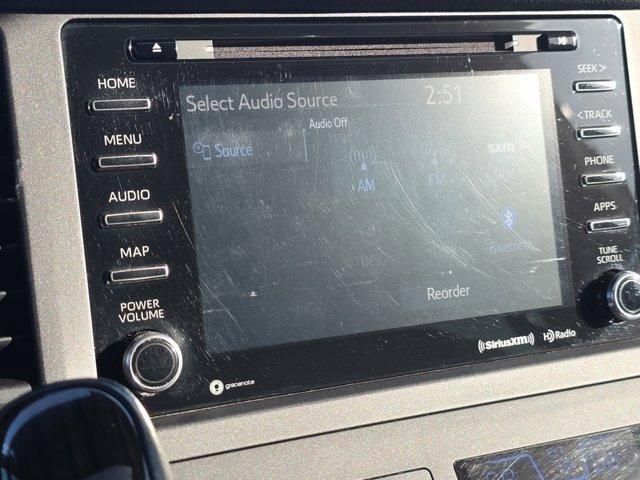 HOME
MENU
AUDIO
MAP
POWER
VOLUME
Select Audio Source
2:51
Source
Audio Off
AM
FM
sxm
DISC
Bluetooth
Reorder
SEEK >
< TRACK
PHONE
APPS
TUNE
SCROLL
gracenote
((SiriusXM))
HD Radio